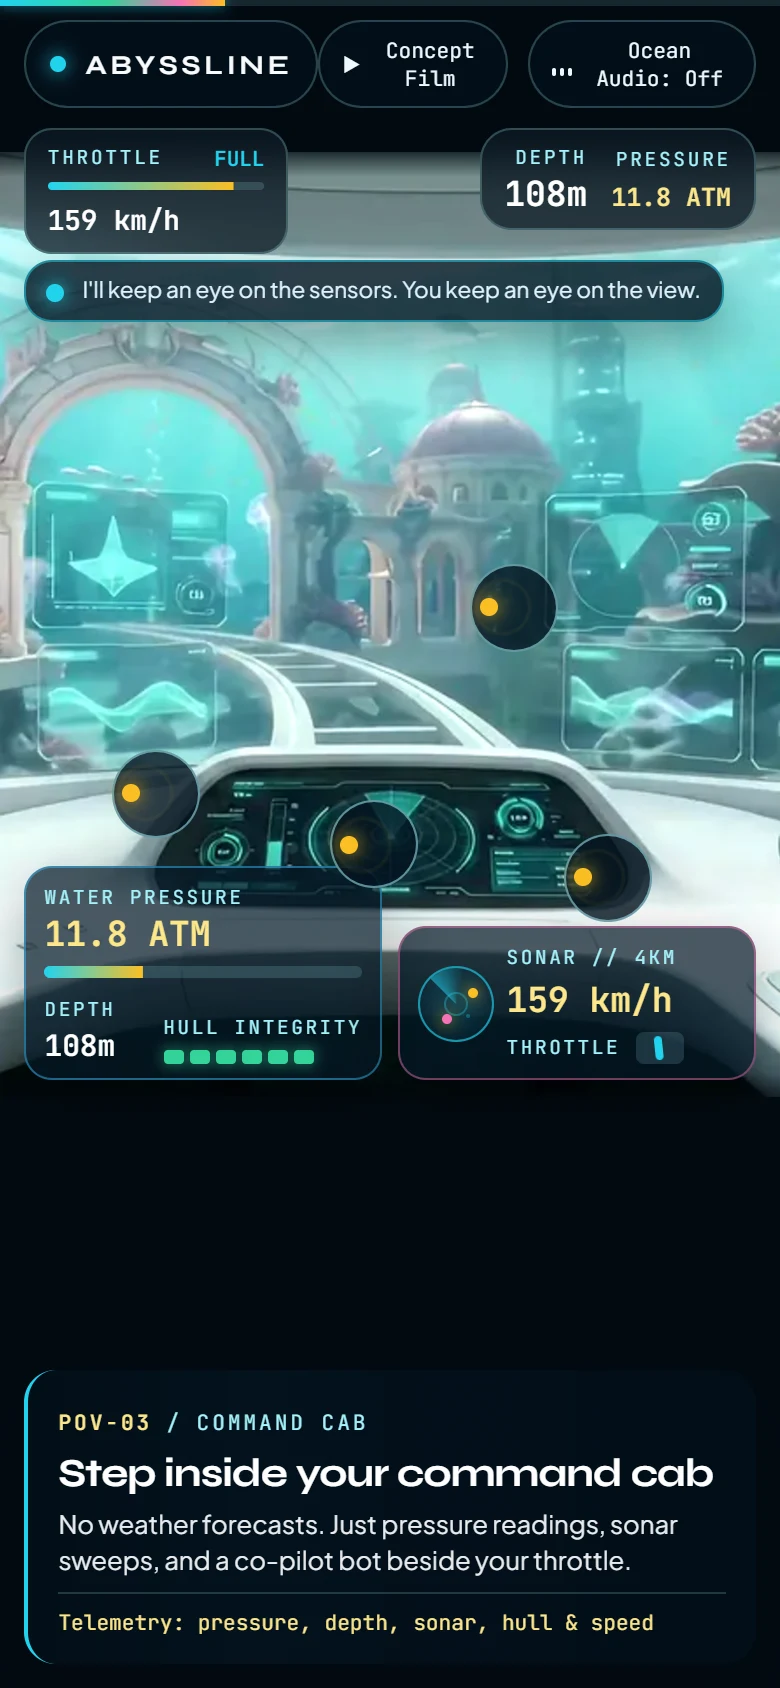 ABYSSLINE
Concept
Film
Ocean
Audio: Off
THROTTLE FULL
159 km/h
DEPTH PRESSURE
108m 11.8 ATM
I'll keep an eye on the sensors. You keep an eye on the view.
WATER PRESSURE
11.8 ATM
DEPTH
108m
HULL INTEGRITY
SONAR // 4KM
159 km/h
THROTTLE
POV-03 / COMMAND CAB
Step inside your command cab
No weather forecasts. Just pressure readings, sonar
sweeps, and a co-pilot bot beside your throttle.
Telemetry: pressure, depth, sonar, hull & speed